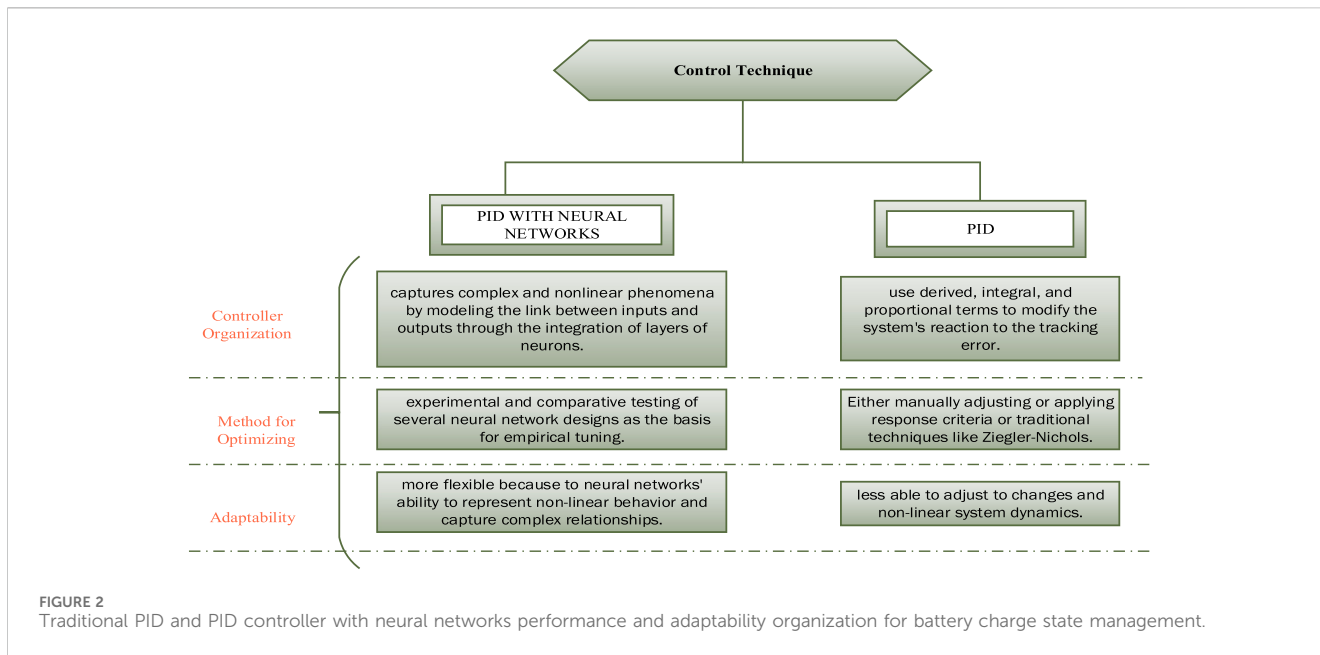 Control Technique
PID WITH NEURAL
NETWORKS
PID
Controller
Organization
captures complex and nonlinear phenomena
by modeling the link between inputs and
outputs through the integration of layers of
neurons.
use derived, integral, and
proportional terms to modify the
system's reaction to the tracking
error.
Method for
Optimizing
experimental and comparative testing of
several neural network designs as the basis
for empirical tuning.
Either manually adjusting or applying
response criteria or traditional
techniques like Ziegler-Nichols.
Adaptability
more flexible because to neural networks'
ability to represent non-linear behavior and
capture complex relationships.
less able to adjust to changes and
non-linear system dynamics.
FIGURE 2
Traditional PID and PID controller with neural networks performance and adaptability organization for battery charge state management.